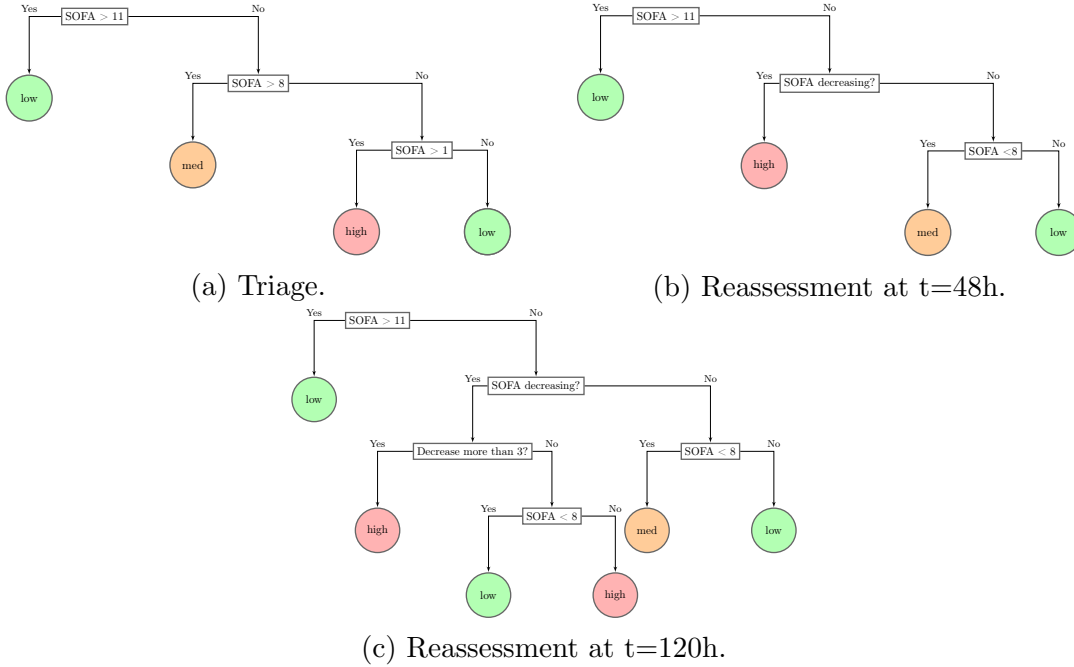 Yes No
SOFA > 11
low
Yes No
SOFA > 8
med
Yes No
SOFA > 1
high
low
(a) Triage.
Yes No
SOFA > 11
low
Yes No
SOFA decreasing?
high
Yes No
SOFA <8
med
low
(b) Reassessment at t=48h.
Yes No
SOFA > 11
low
Yes No
SOFA decreasing?
Yes No
Decrease more than 3?
high
Yes No
SOFA < 8
low
high
Yes No
SOFA < 8
med
low
(c) Reassessment at t=120h.